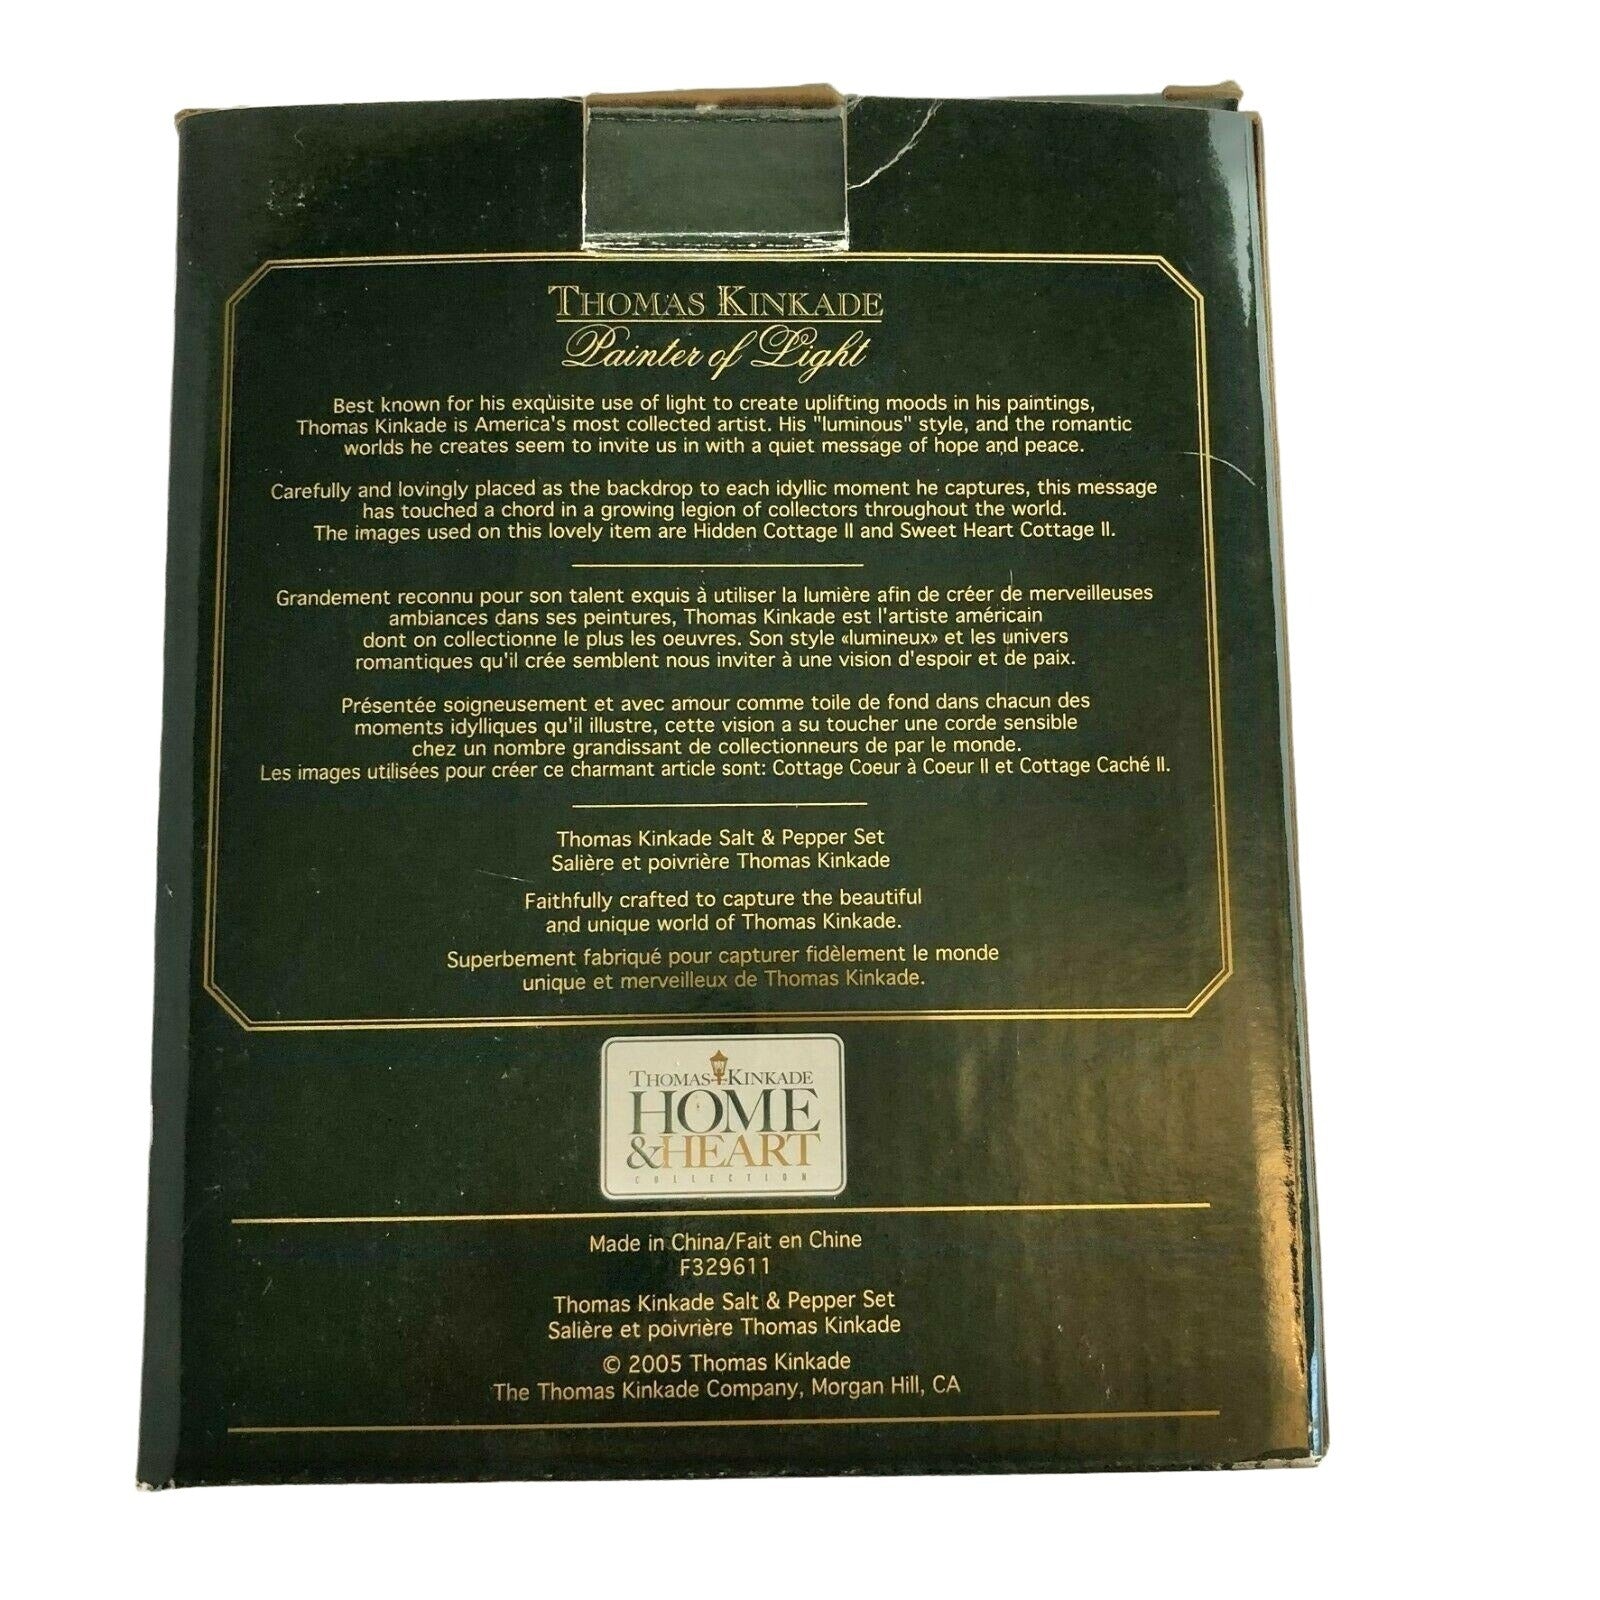 THOMAS KINKADE
Painter of Light
Best known for his exquisite use of light to create uplifting moods in his paintings,
Thomas Kinkade is America's most collected artist. His "luminous" style, and the romantic
worlds he creates seem to invite us in with a quiet message of hope and peace.
Carefully and lovingly placed as the backdrop to each idyllic moment he captures, this message
has touched a chord in a growing legion of collectors throughout the world.
The images used on this lovely item are Hidden Cottage II and Sweet Heart Cottage II.
Grandement reconnu pour son talent exquis à utiliser la lumière afin de créer de merveilleuses
ambiances dans ses peintures, Thomas Kinkade est l'artiste américain
dont on collectionne le plus les oeuvres. Son style «lumineux» et les univers
romantiques qu'il crée semblent nous inviter à une vision d'espoir et de paix.
Présentée soigneusement et avec amour comme toile de fond dans chacun des
moments idylliques qu'il illustre, cette vision a su toucher une corde sensible
chez un nombre grandissant de collectionneurs de par le monde.
Les images utilisées pour créer ce charmant article sont: Cottage Coeur à Coeur II et Cottage Caché II.
Thomas Kinkade Salt & Pepper Set
Salière et poivrière Thomas Kinkade
Faithfully crafted to capture the beautiful
and unique world of Thomas Kinkade.
Superbement fabriqué pour capturer fidèlement le monde
unique et merveilleux de Thomas Kinkade.
THOMAS KINKADE
HOME
&HEART
COLLECTION
Made in China/Fait en Chine
F329611
Thomas Kinkade Salt & Pepper Set
Salière et poivrière Thomas Kinkade
© 2005 Thomas Kinkade
The Thomas Kinkade Company, Morgan Hill, CA